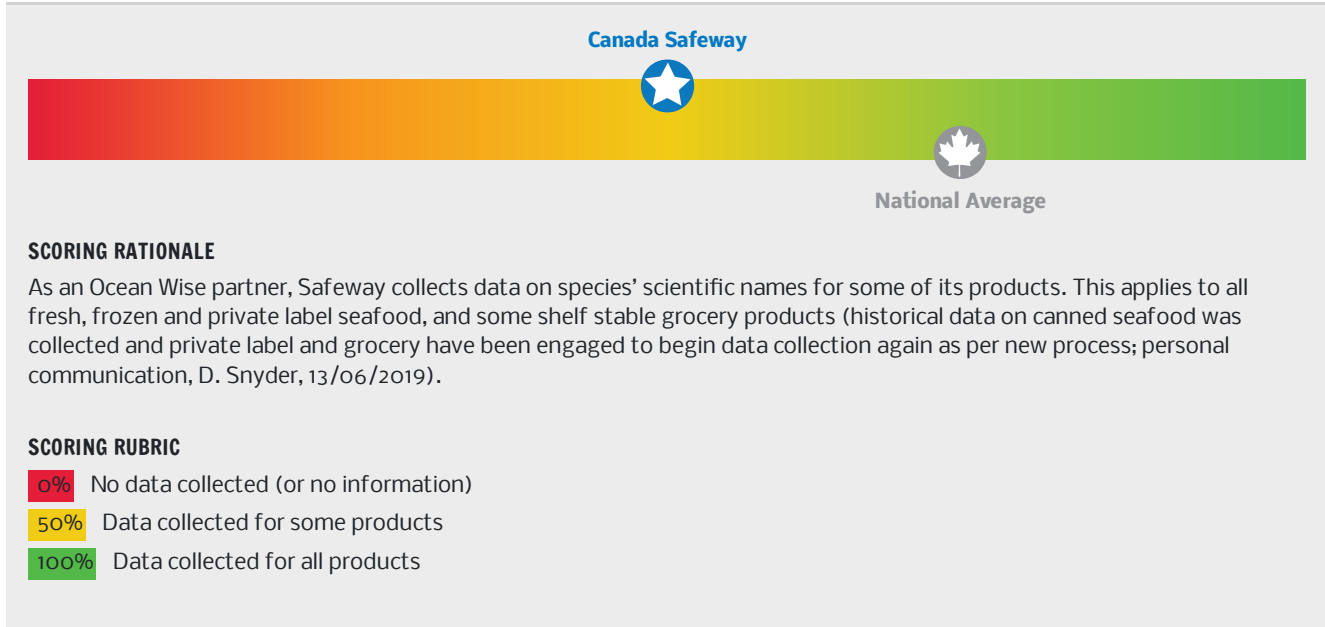 Canada Safeway
National Average
SCORING RATIONALE
As an Ocean Wise partner, Safeway collects data on species’ scientific names for some of its products. This applies to all
fresh, frozen and private label seafood, and some shelf stable grocery products (historical data on canned seafood was
collected and private label and grocery have been engaged to begin data collection again as per new process; personal
communication, D. Snyder, 13/06/2019).
SCORING RUBRIC
0% No data collected (or no information)
50% Data collected for some products
100% Data collected for all products